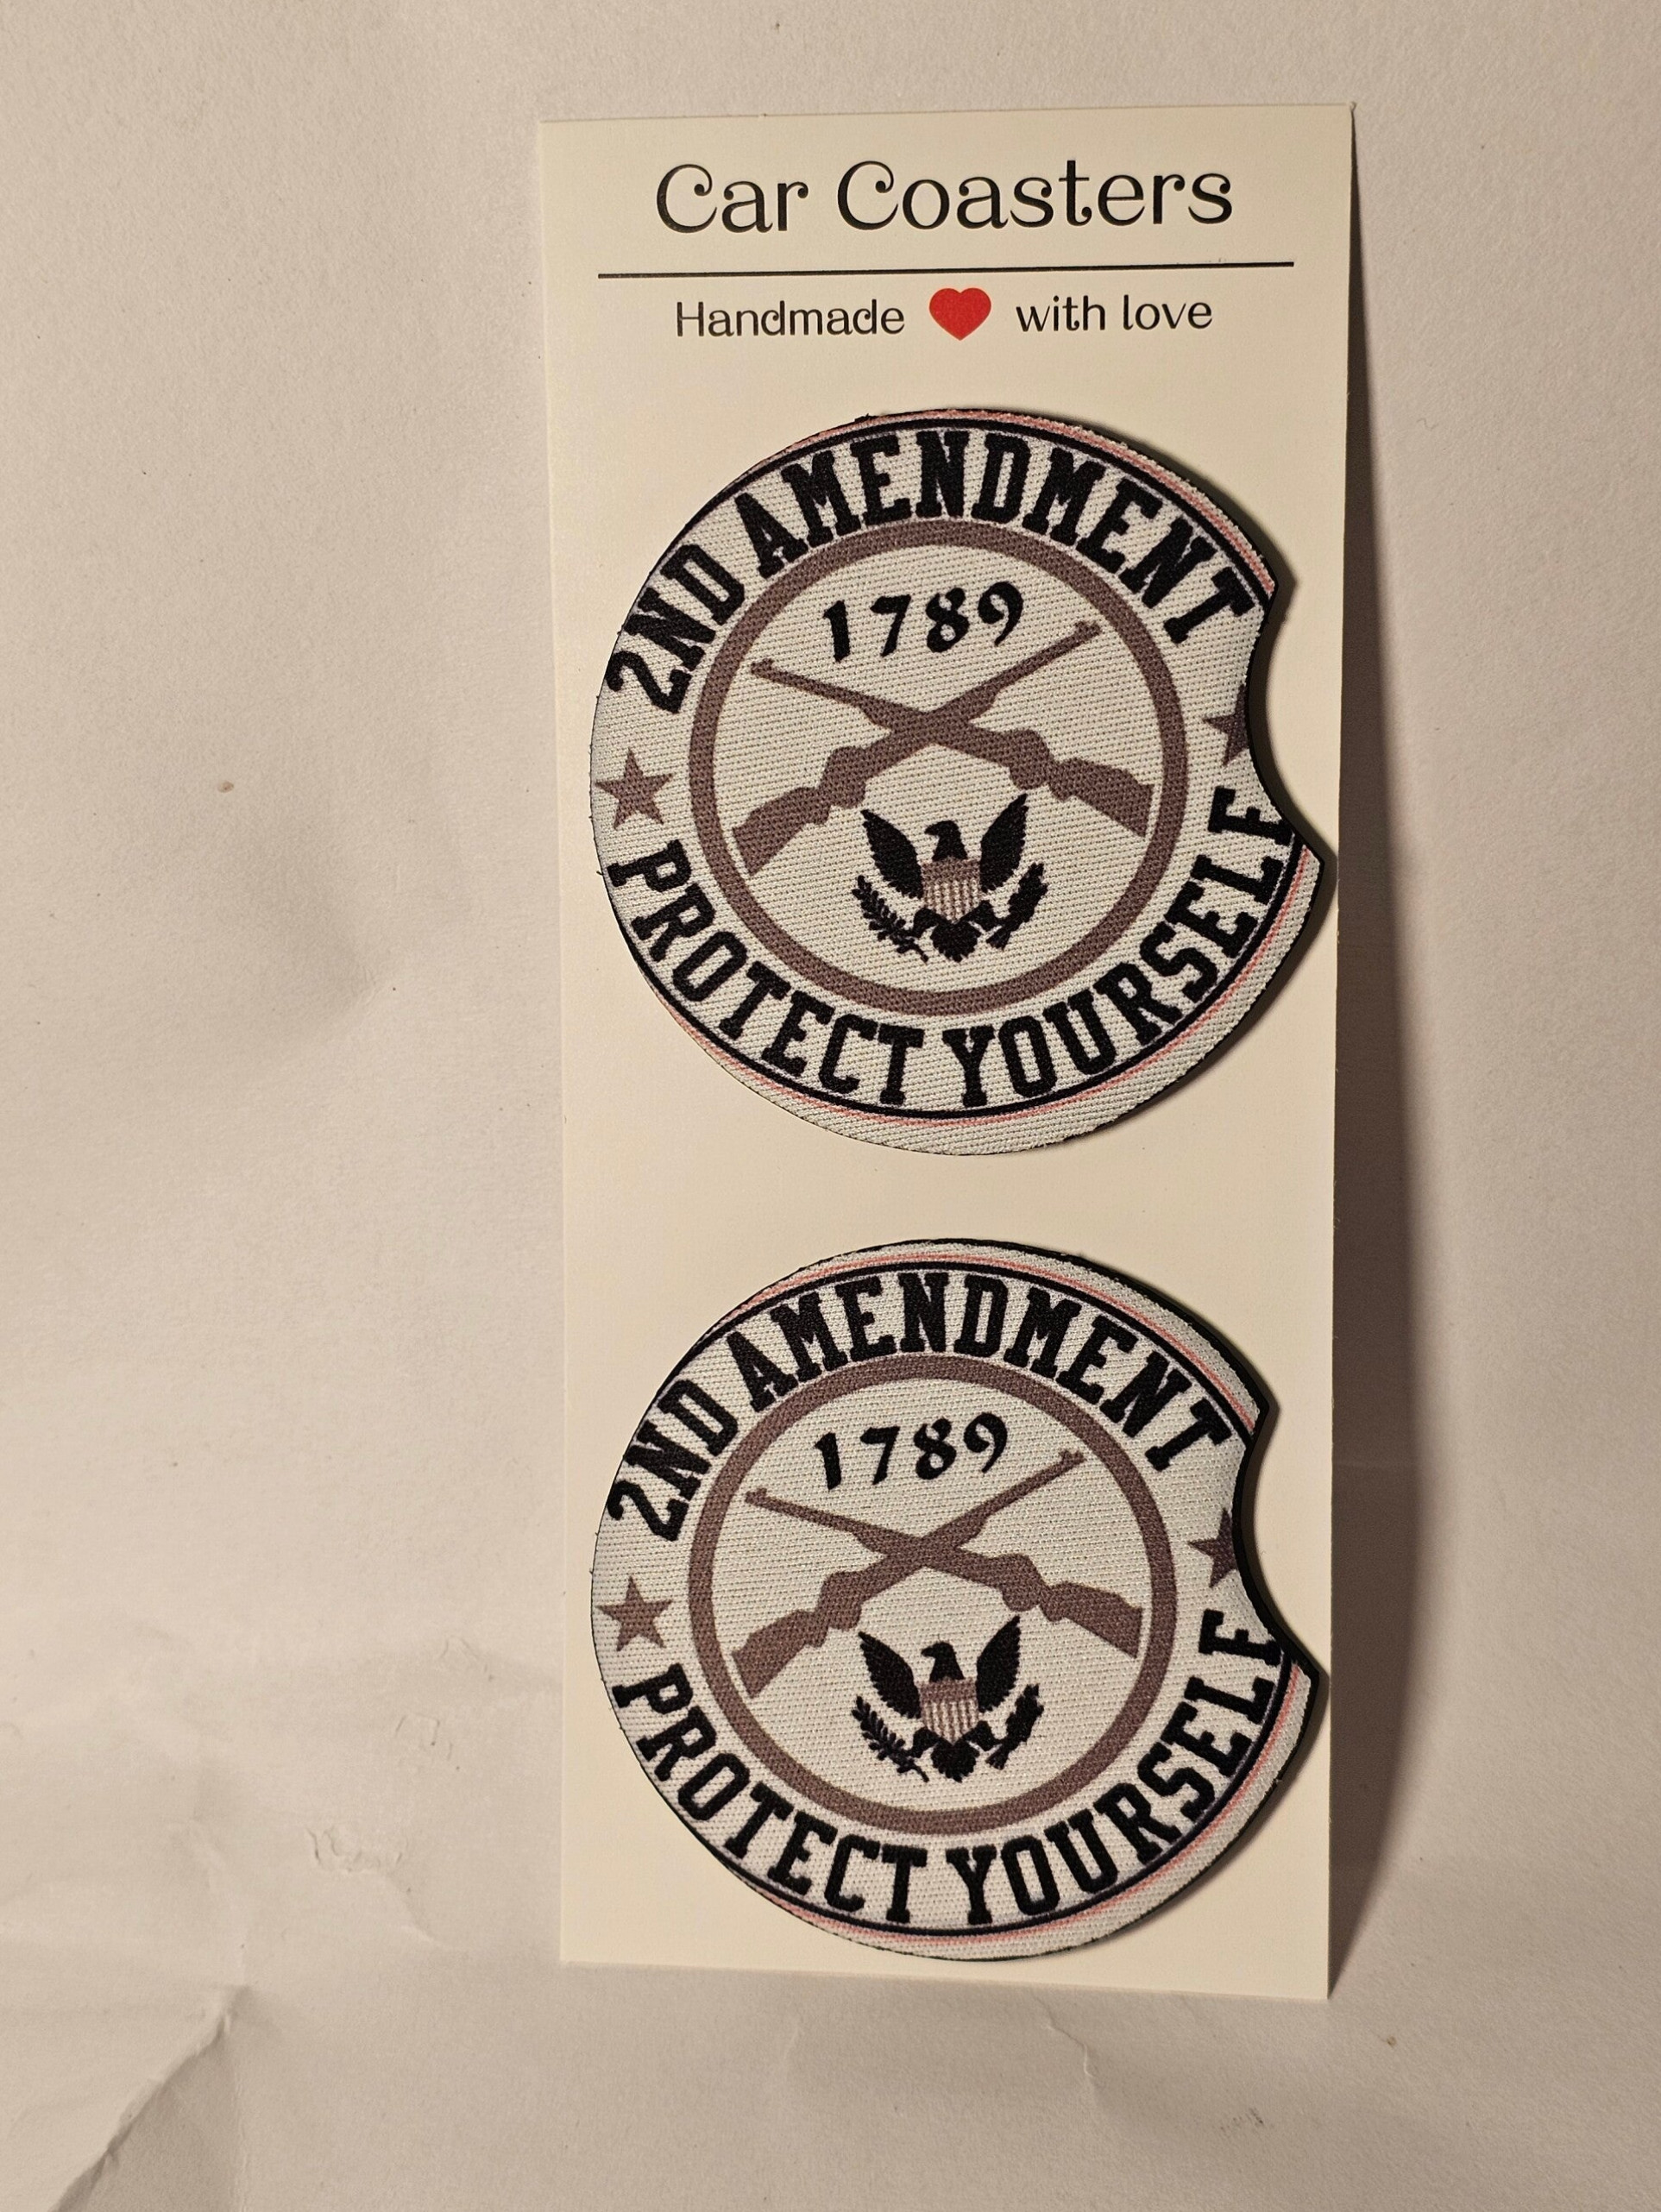 Car Coasters
Handmade ❤ with love
2ND AMENDMENT
1789
PROTECT YOURSELF
2ND AMENDMENT
1789
PROTECT YOURSELF